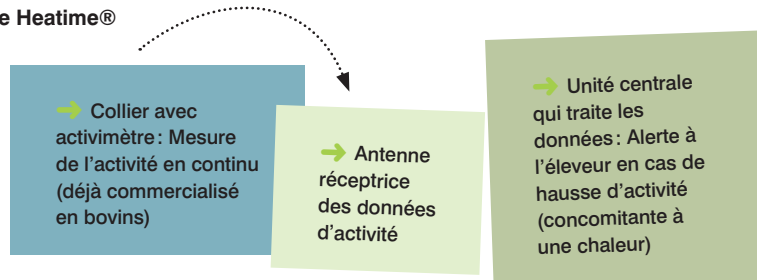 e Heatime®
➜ Collier avec
activimètre : Mesure
de l'activité en continu
(déjà commercialisé
en bovins)
➜ Antenne
réceptrice
des données
d'activité
➜ Unité centrale
qui traite les
données : Alerte à
l'éleveur en cas de
hausse d'activité
(concomitante à
une chaleur)